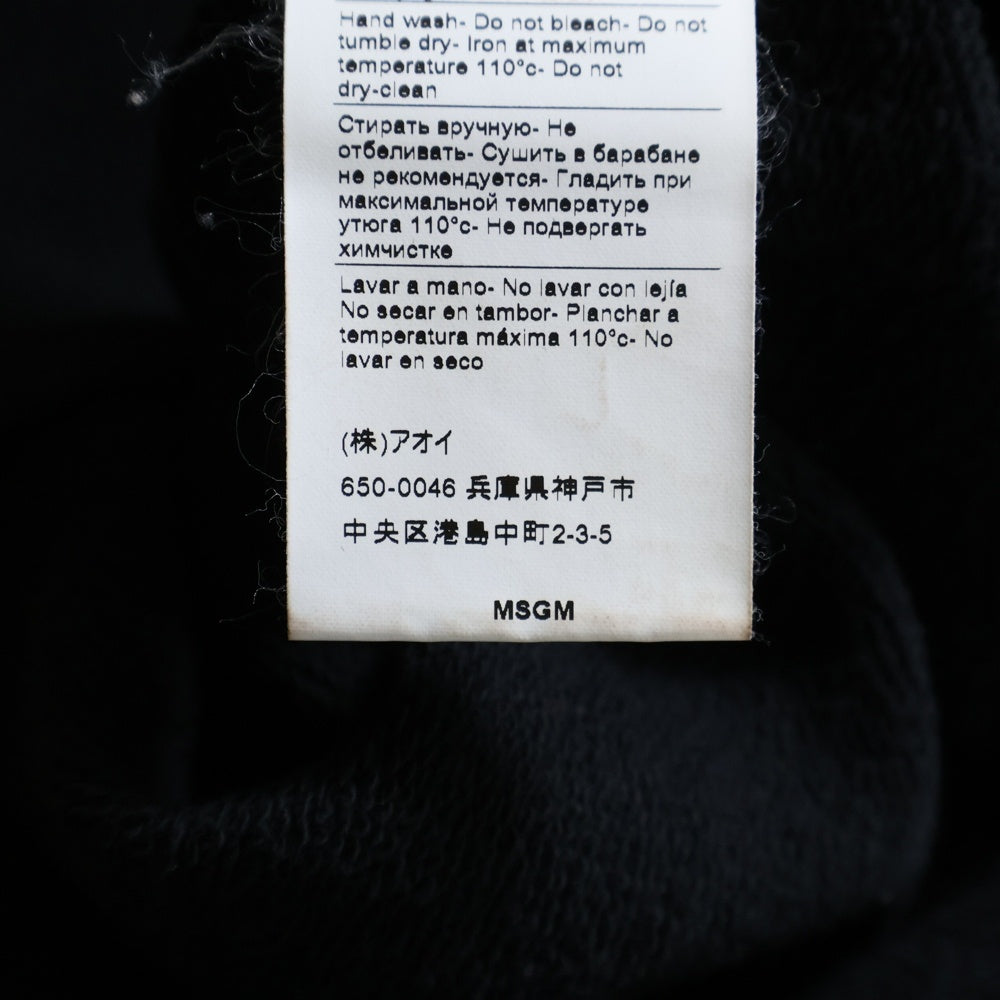 Hand wash- Do not bleach- Do not
tumble dry- Iron at maximum
temperature 110°c- Do not
dry-clean
Стирать вручную- Не
отбеливать- Сушить в барабане
не рекомендуется- Гладить при
максимальной температуре
утюга 110°c- Не подвергать
химчистке
Lavar a mano- No lavar con lejía
No secar en tambor- Planchar a
temperatura máxima 110°c- No
lavar en seco
(株)アオイ
650-0046 兵庫県神戸市
中央区港島中町2-3-5
MSGM